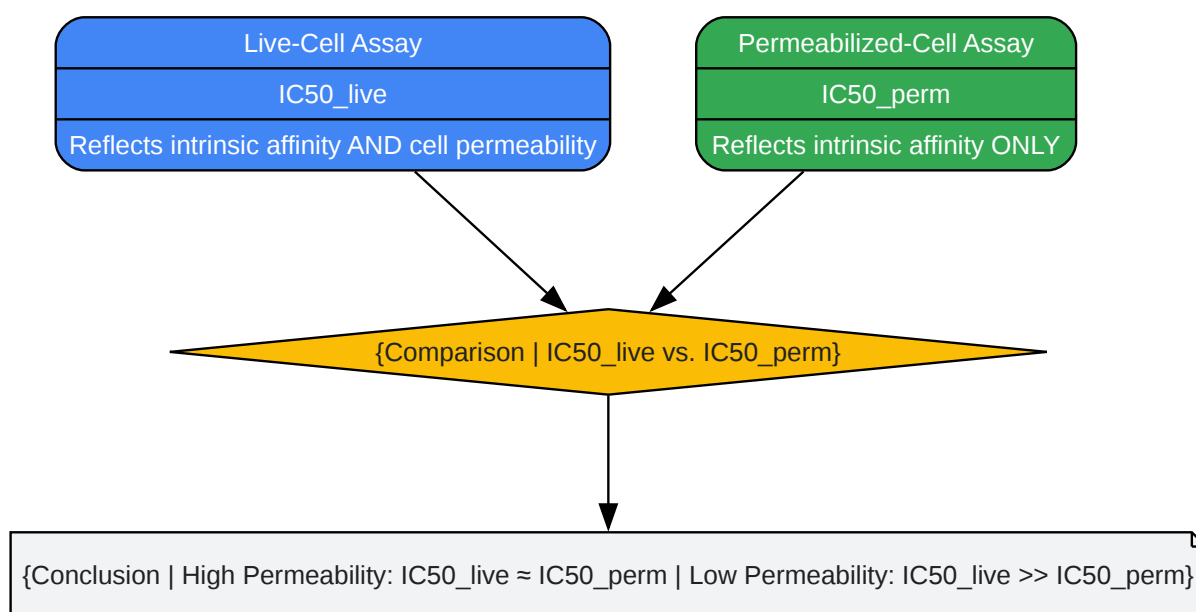 Live-Cell Assay
IC50_live
Reflects intrinsic affinity AND cell permeability
Permeabilized-Cell Assay
IC50_perm
Reflects intrinsic affinity ONLY
{Comparison | IC50_live vs. IC50_perm}
{Conclusion | High Permeability: IC50_live ≈ IC50_perm | Low Permeability: IC50_live >> IC50_perm}